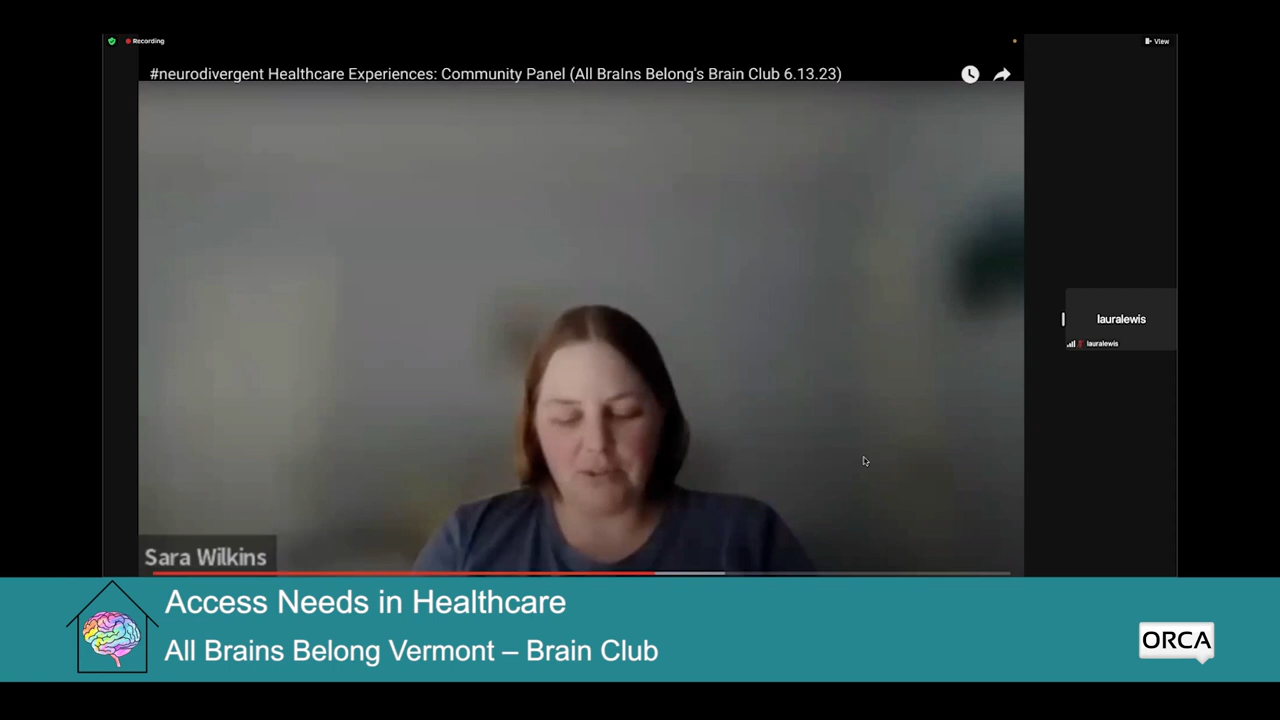 Recording
View
#neurodivergent Healthcare Experiences: Community Panel (All BraIns Belong's Brain Club 6.13.23)
lauralewis
lauralewis
Sara Wilkins
Access Needs in Healthcare
All Brains Belong Vermont – Brain Club
ORCA